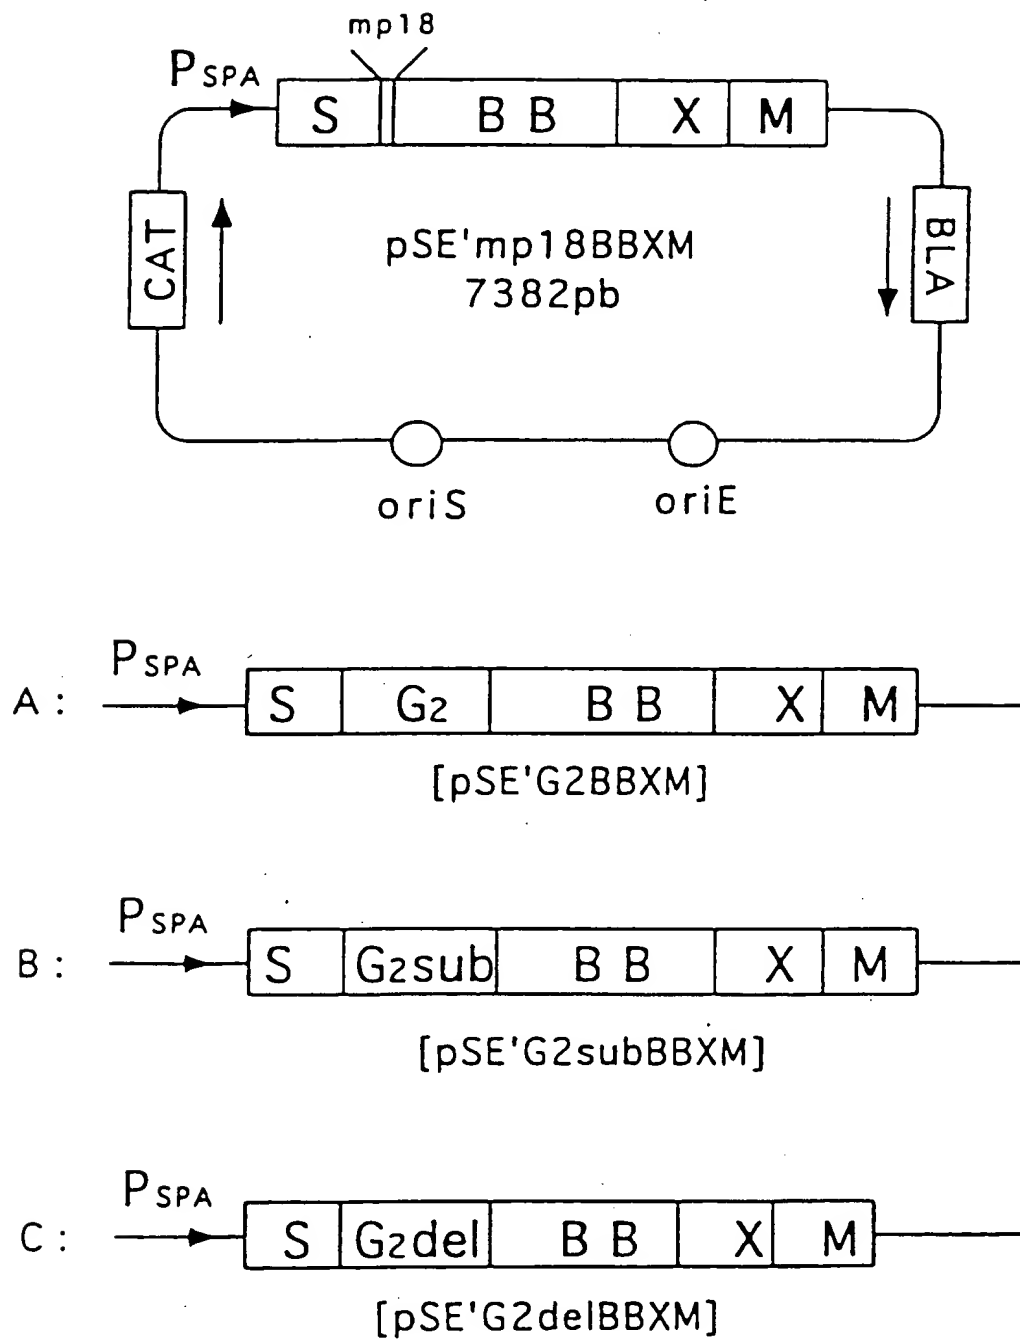 mp18
PSPA
S BB X M
CAT
pSE'mp18BBXM
7382pb
BLA
oriS oriE
PSPA
A: S G2 BB X M
[pSE'G2BBXM]
PSPA
B: S G2sub BB X M
[pSE'G2subBBXM]
PSPA
C: S G2del BB X M
[pSE'G2delBBXM]